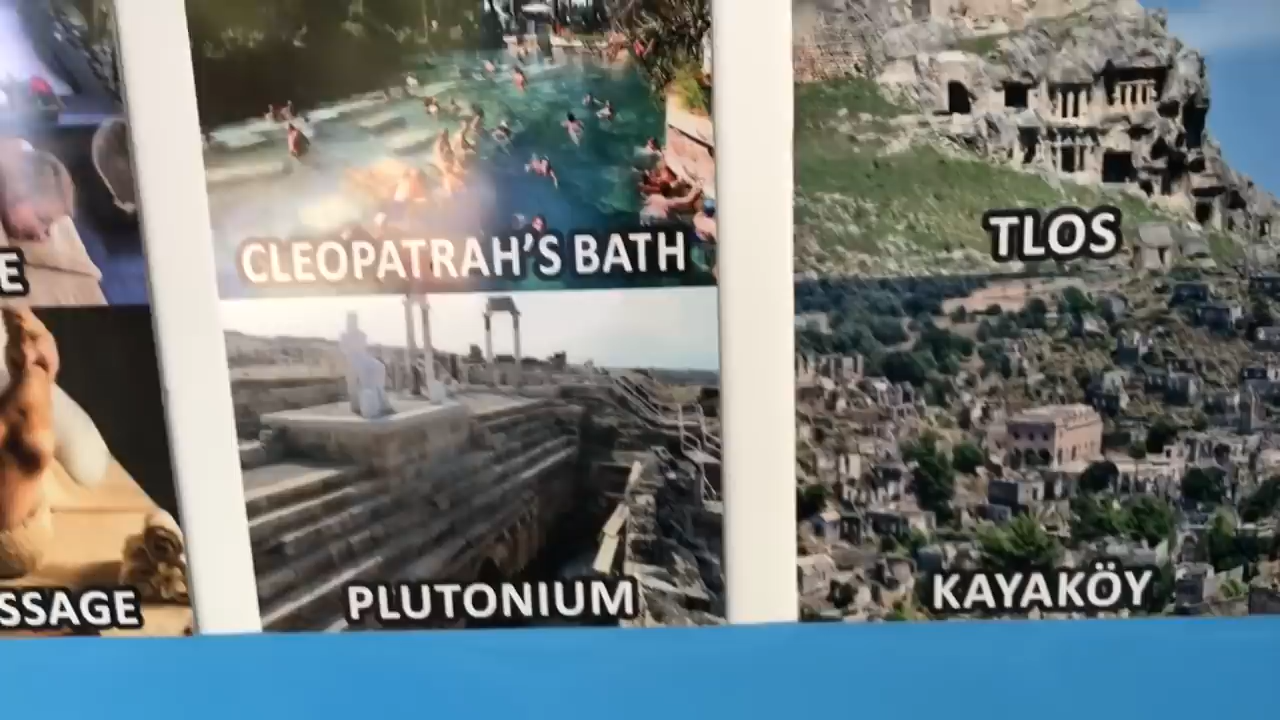 E
CLEOPATRAH'S BATH
TLOS
SSAGE
PLUTONIUM
KAYAKÖY